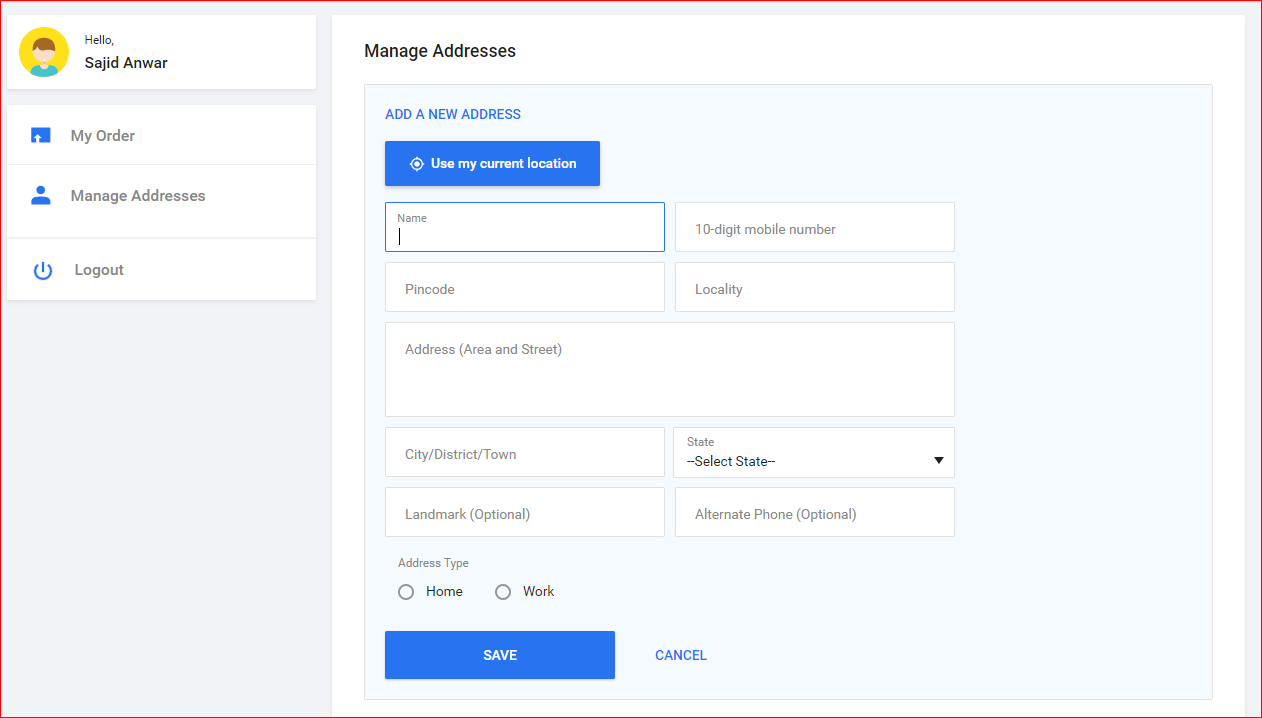 Hello,
Sajid Anwar
My Order
Manage Addresses
Logout
Manage Addresses
ADD A NEW ADDRESS
Use my current location
Name
10-digit mobile number
Pincode
Locality
Address (Area and Street)
City/District/Town
State
--Select State--
Landmark (Optional)
Alternate Phone (Optional)
Address Type
Home
Work
SAVE
CANCEL